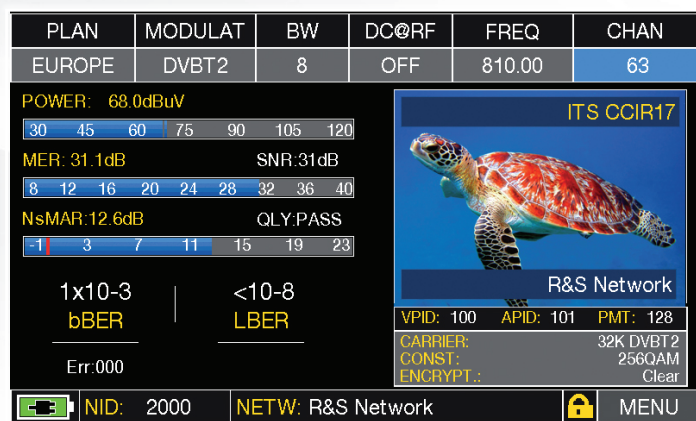 PLAN MODULAT BW DC@RF FREQ CHAN
EUROPE DVBT2 8 OFF 810.00 63
POWER: 68.0dBuV
30 45 60 75 90 105 120
MER: 31.1dB SNR:31dB
8 12 16 20 24 28 32 36 40
NsMAR:12.6dB QLY:PASS
-1 3 7 11 15 19 23
1x10-3 <10-8
bBER LBER
Err:000
ITS CCIR17
R&S Network
VPID: 100 APID: 101 PMT: 128
CARRIER: 32K DVBT2
CONST: 256QAM
ENCRYPT.: Clear
NID: 2000 NETW: R&S Network MENU